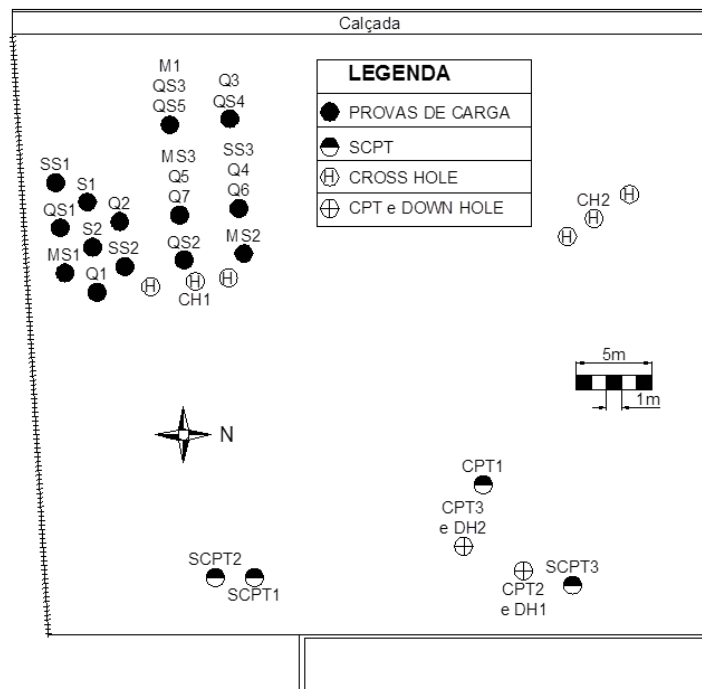 Calçada
M1
QS3
QS5
Q3
QS4
LEGENDA
PROVAS DE CARGA
SCPT
H CROSS HOLE
CPT e DOWN HOLE
SS1
S1
QS1
Q2
S2
MS1
SS2
Q1
MS3
Q5
Q7
SS3
Q4
Q6
QS2
MS2
H
H
H
CH1
CH2
H
H
H
5m
1m
N
CPT1
CPT3
e DH2
SCPT2
SCPT1
CPT2
e DH1
SCPT3